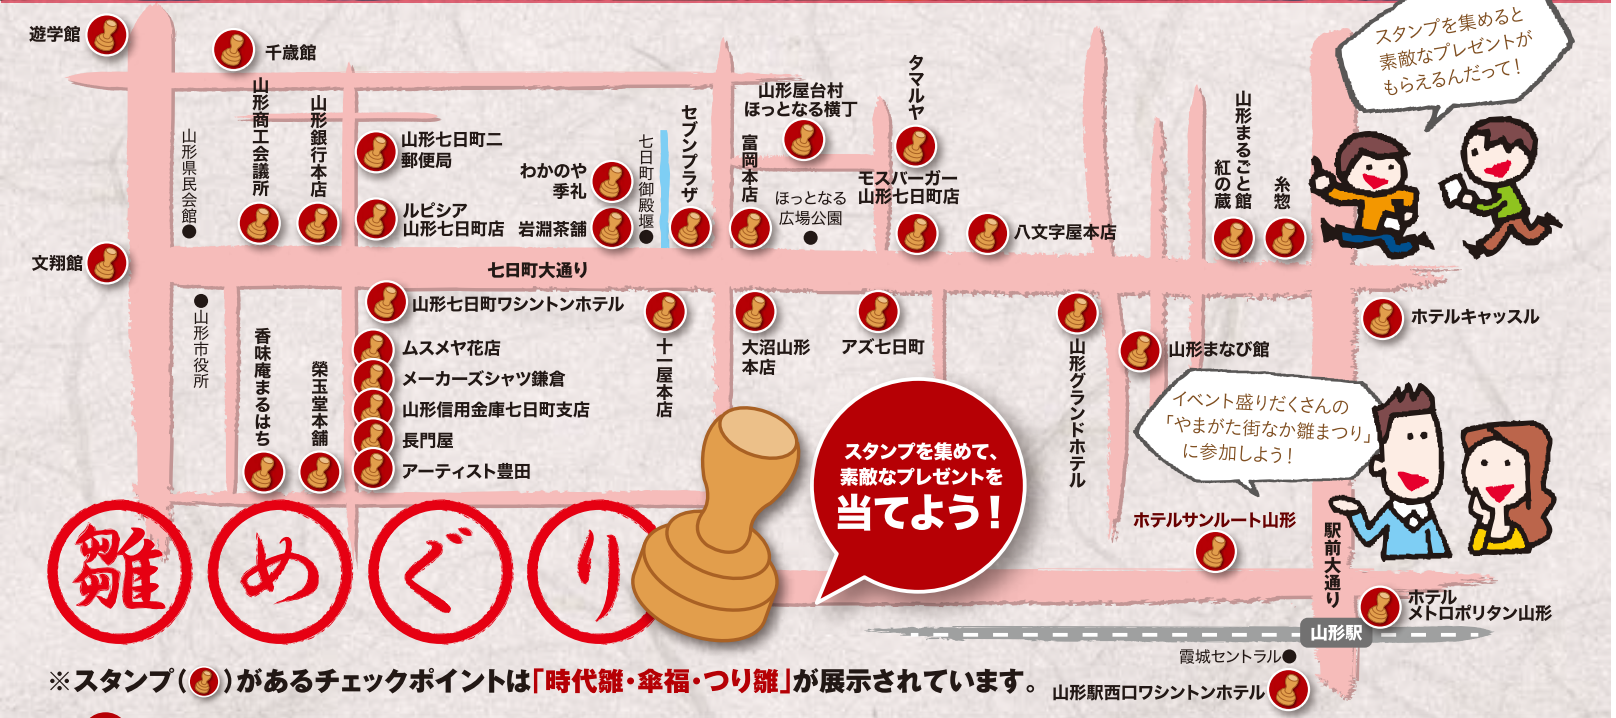 遊学館
千歳館
山形商工会議所
山形銀行本店
山形県民会館
山形七日町二
郵便局
ルピシア
山形七日町店
わかのや
季礼
岩淵茶舗
七日町御殿堰
セブンプラザ
富岡本店
山形屋台村
ほっとなる横丁
ほっとなる
広場公園
タマルヤ
モスバーガー
山形七日町店
八文字屋本店
山形まるごと館
紅の蔵
糸惣
スタンプを集めると
素敵なプレゼントが
もらえるんだって!
文翔館
七日町大通り
山形市役所
香味庵まるはち
榮玉堂本舗
山形七日町ワシントンホテル
ムスメヤ花店
メーカーズシャツ鎌倉
山形信用金庫七日町支店
長門屋
アーティスト豊田
十一屋本店
大沼山形
本店
アズ七日町
山形グランドホテル
山形まなび館
ホテルキャッスル
イベント盛りだくさんの
「やまがた街なか雛まつり」
に参加しよう!
スタンプを集めて、
素敵なプレゼントを
当てよう!
ホテルサンルート山形
駅前大通り
ホテル
メトロポリタン山形
山形駅
霞城セントラル
山形駅西口ワシントンホテル
雛めぐり
※スタンプ( )があるチェックポイントは「時代雛・傘福・つり雛」が展示されています。